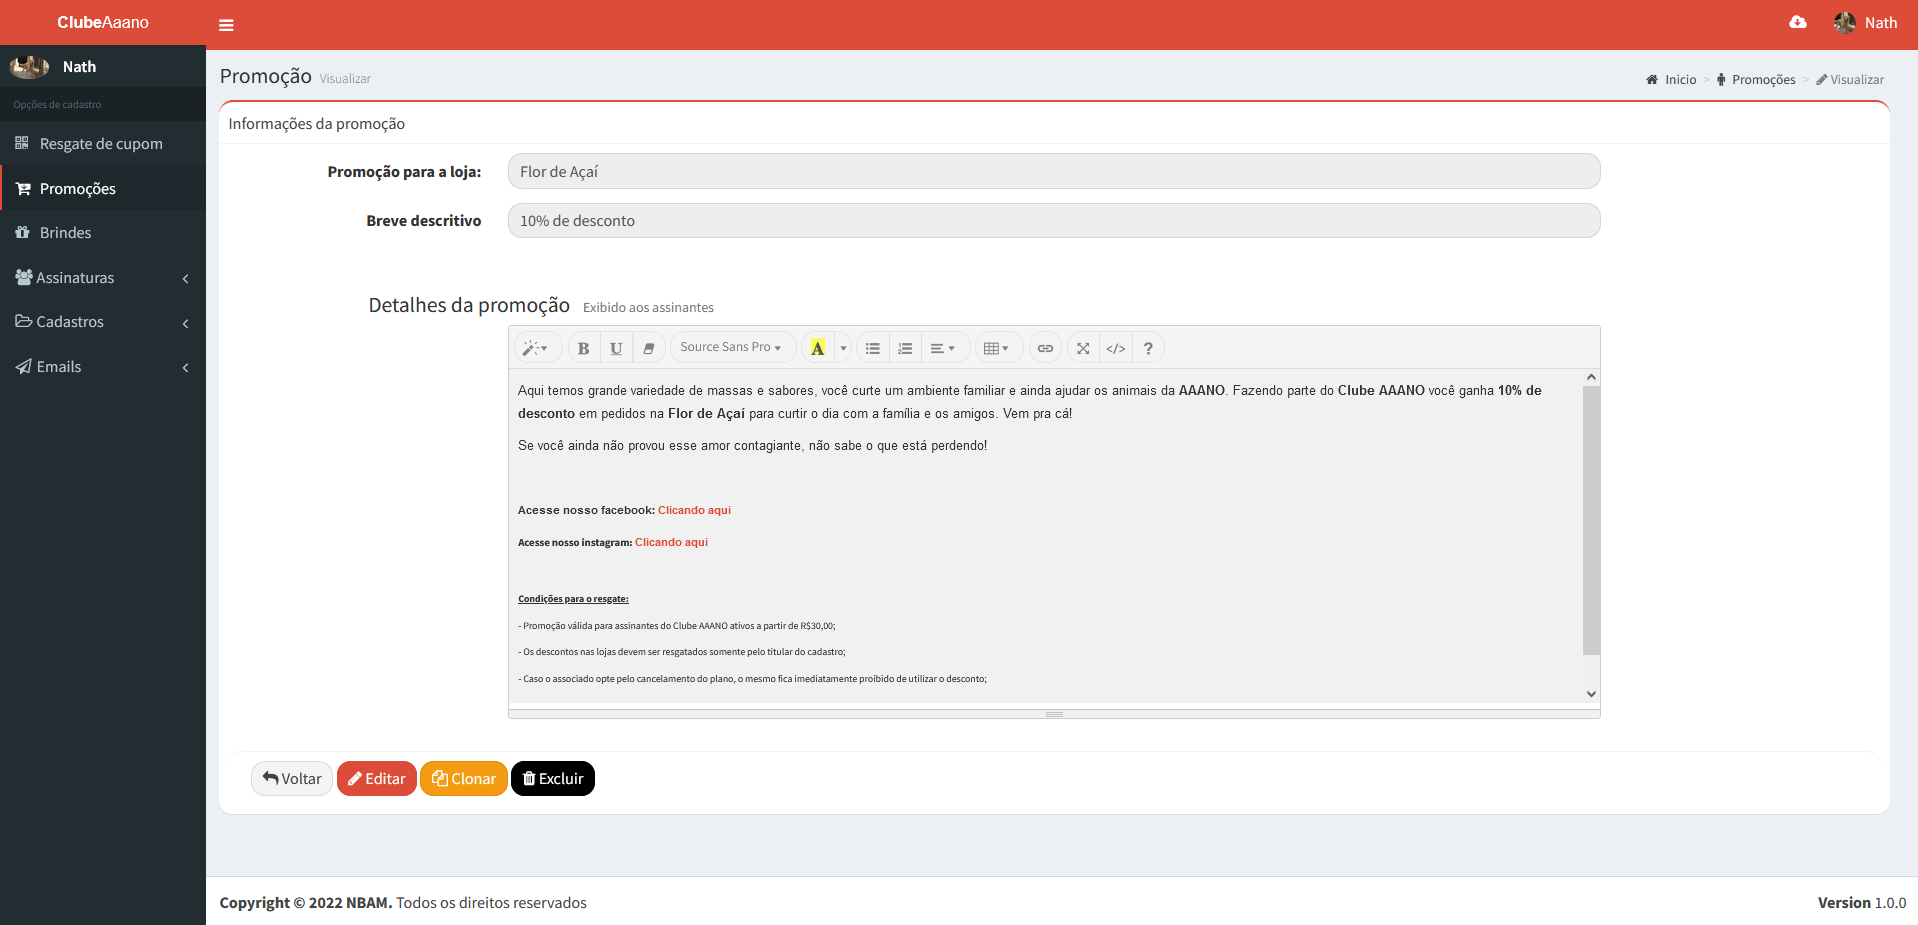 ClubeAaano
Nath
Nath
Opções de cadastro
Resgate de cupom
Promoções
Brindes
Assinaturas
Cadastros
Emails
Promoção Visualizar
Inicio > Promoções > Visualizar
Informações da promoção
Promoção para a loja: Flor de Açaí
Breve descritivo 10% de desconto
Detalhes da promoção Exibido aos assinantes
B U Source Sans Pro A </> ?
Aqui temos grande variedade de massas e sabores, você curte um ambiente familiar e ainda ajudar os animais da AAANO. Fazendo parte do Clube AAANO você ganha 10% de
desconto em pedidos na Flor de Açaí para curtir o dia com a família e os amigos. Vem pra cá!
Se você ainda não provou esse amor contagiante, não sabe o que está perdendo!
Acesse nosso facebook: Clicando aqui
Acesse nosso instagram: Clicando aqui
Condições para o resgate:
- Promoção válida para assinantes do Clube AAANO ativos a partir de R$30,00;
- Os descontos nas lojas devem ser resgatados somente pelo titular do cadastro;
- Caso o associado opte pelo cancelamento do plano, o mesmo fica imediatamente proibido de utilizar o desconto;
Voltar Editar Clonar Excluir
Copyright © 2022 NBAM. Todos os direitos reservados
Version 1.0.0